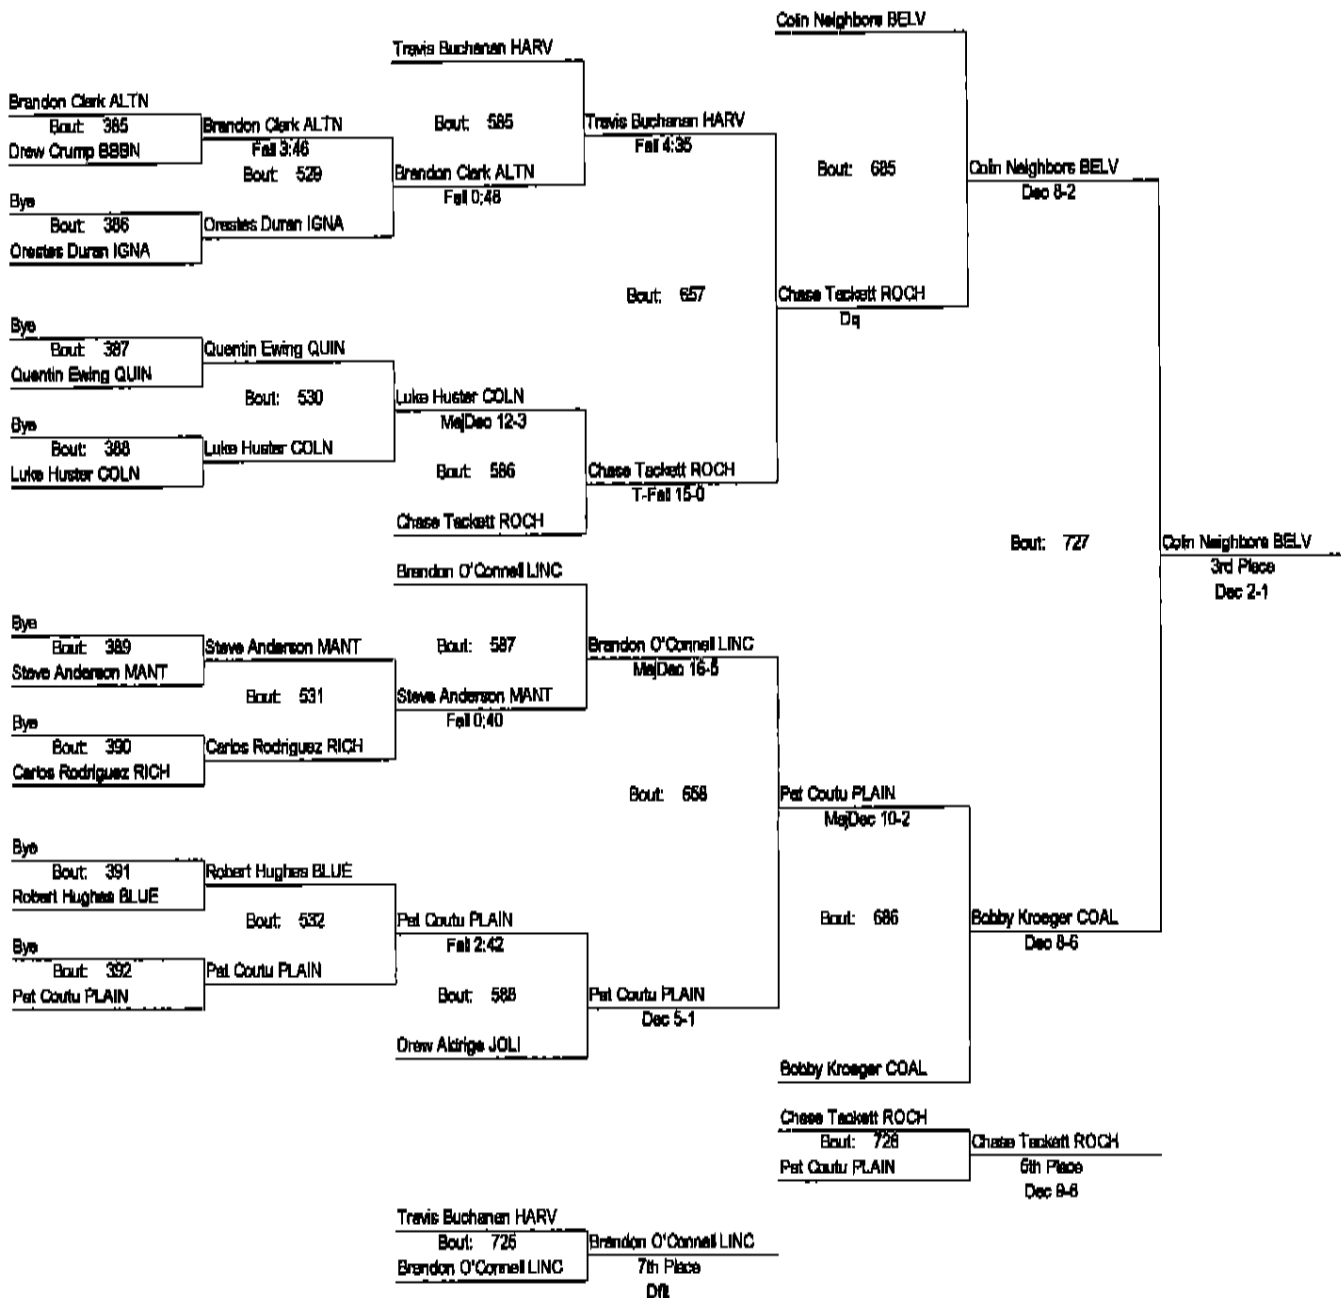 Colin Neighbors BELV
Travis Buchanan HARV
Brandon Clark ALTN
Bout: 385
Drew Crump BBBN
Brandon Clark ALTN
Fall 3:46
Bout: 529
Bout: 585
Travis Buchanan HARV
Fall 4:35
Brandon Clark ALTN
Fall 0:48
Bout: 685
Colin Neighbors BELV
Dec 8-2
Bye
Bout: 386
Orestes Duran IGNA
Orestes Duran IGNA
Bout: 657
Chase Tackett ROCH
Dq
Bye
Bout: 387
Quentin Ewing QUIN
Quentin Ewing QUIN
Bout: 530
Luke Huster COLN
MajDec 12-3
Bye
Bout: 388
Luke Huster COLN
Luke Huster COLN
Bout: 586
Chase Tackett ROCH
T-Fall 15-0
Chase Tackett ROCH
Bout: 727
Colin Neighbors BELV
3rd Place
Dec 2-1
Brandon O'Connell LINC
Bye
Bout: 389
Steve Anderson MANT
Steve Anderson MANT
Bout: 587
Brandon O'Connell LINC
MajDec 16-5
Bout: 531
Steve Anderson MANT
Fall 0:40
Bye
Bout: 390
Carlos Rodriguez RICH
Carlos Rodriguez RICH
Bout: 658
Pat Coutu PLAIN
MajDec 10-2
Bye
Bout: 391
Robert Hughes BLUE
Robert Hughes BLUE
Bout: 532
Pat Coutu PLAIN
Fall 2:42
Bout: 686
Bobby Kroeger COAL
Dec 8-6
Bye
Bout: 392
Pat Coutu PLAIN
Pat Coutu PLAIN
Bout: 588
Pat Coutu PLAIN
Dec 5-1
Drew Aldrige JOLI
Bobby Kroeger COAL
Chase Tackett ROCH
Bout: 728
Pat Coutu PLAIN
Chase Tackett ROCH
5th Place
Dec 9-6
Travis Buchanan HARV
Bout: 725
Brandon O'Connell LINC
Brandon O'Connell LINC
7th Place
Dflt